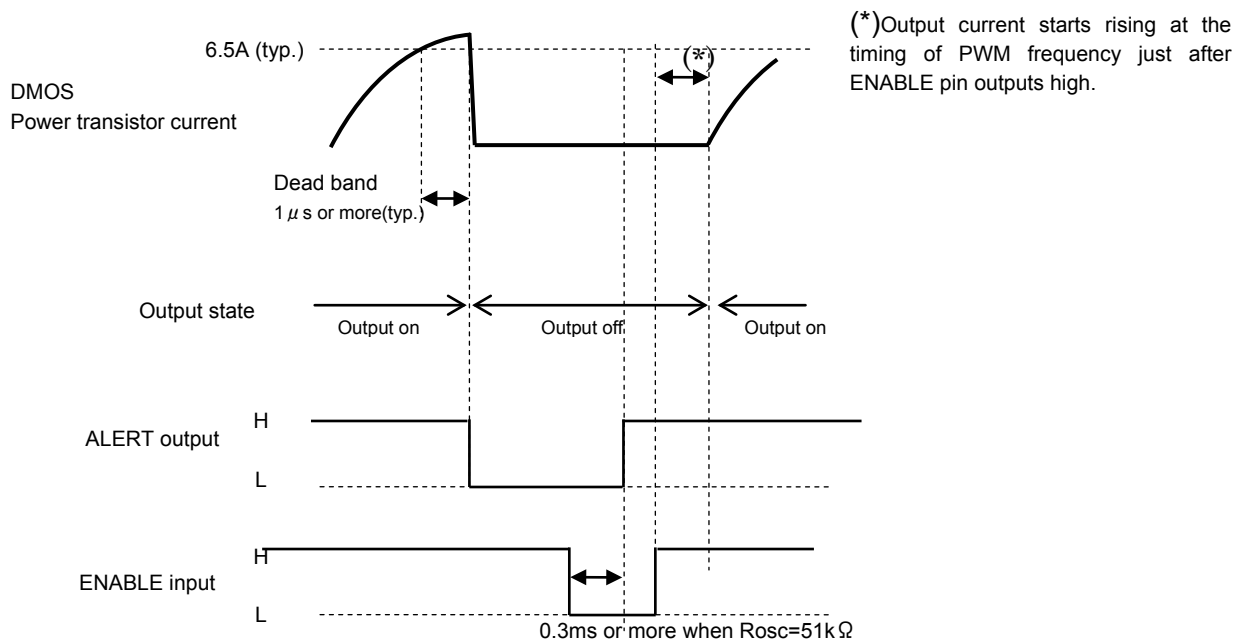 (*)Output current starts rising at the
timing of PWM frequency just after
ENABLE pin outputs high.
6.5A (typ.)
(*)
DMOS
Power transistor current
Dead band
1μs or more(typ.)
Output state
Output on
Output off
Output on
H
ALERT output
L
H
ENABLE input
L
0.3ms or more when Rosc=51kΩ